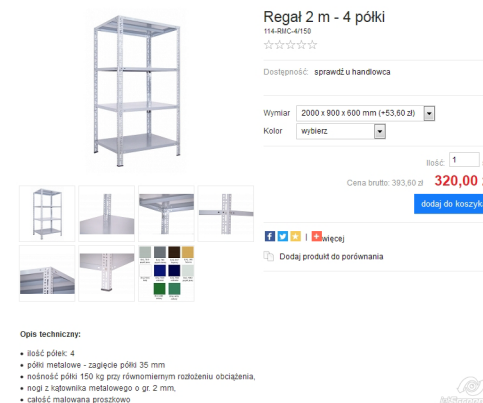 Regał 2 m - 4 półki
114-RMC-4/150
Dostępność: sprawdź u handlowca
Wymiar 2000 x 900 x 600 mm (+53,60 zł)
Kolor wybierz
Ilość: 1
Cena brutto: 393,60 zł 320,00
dodaj do koszyk
| więcej
Dodaj produkt do porównania
Opis techniczny:
• ilość półek: 4
• półki metalowe - zagięcie półki 35 mm
• nośność półki 150 kg przy równomiernym rozłożeniu obciążenia,
• nogi z kątownika metalowego o gr. 2 mm,
• całość malowana proszkowo